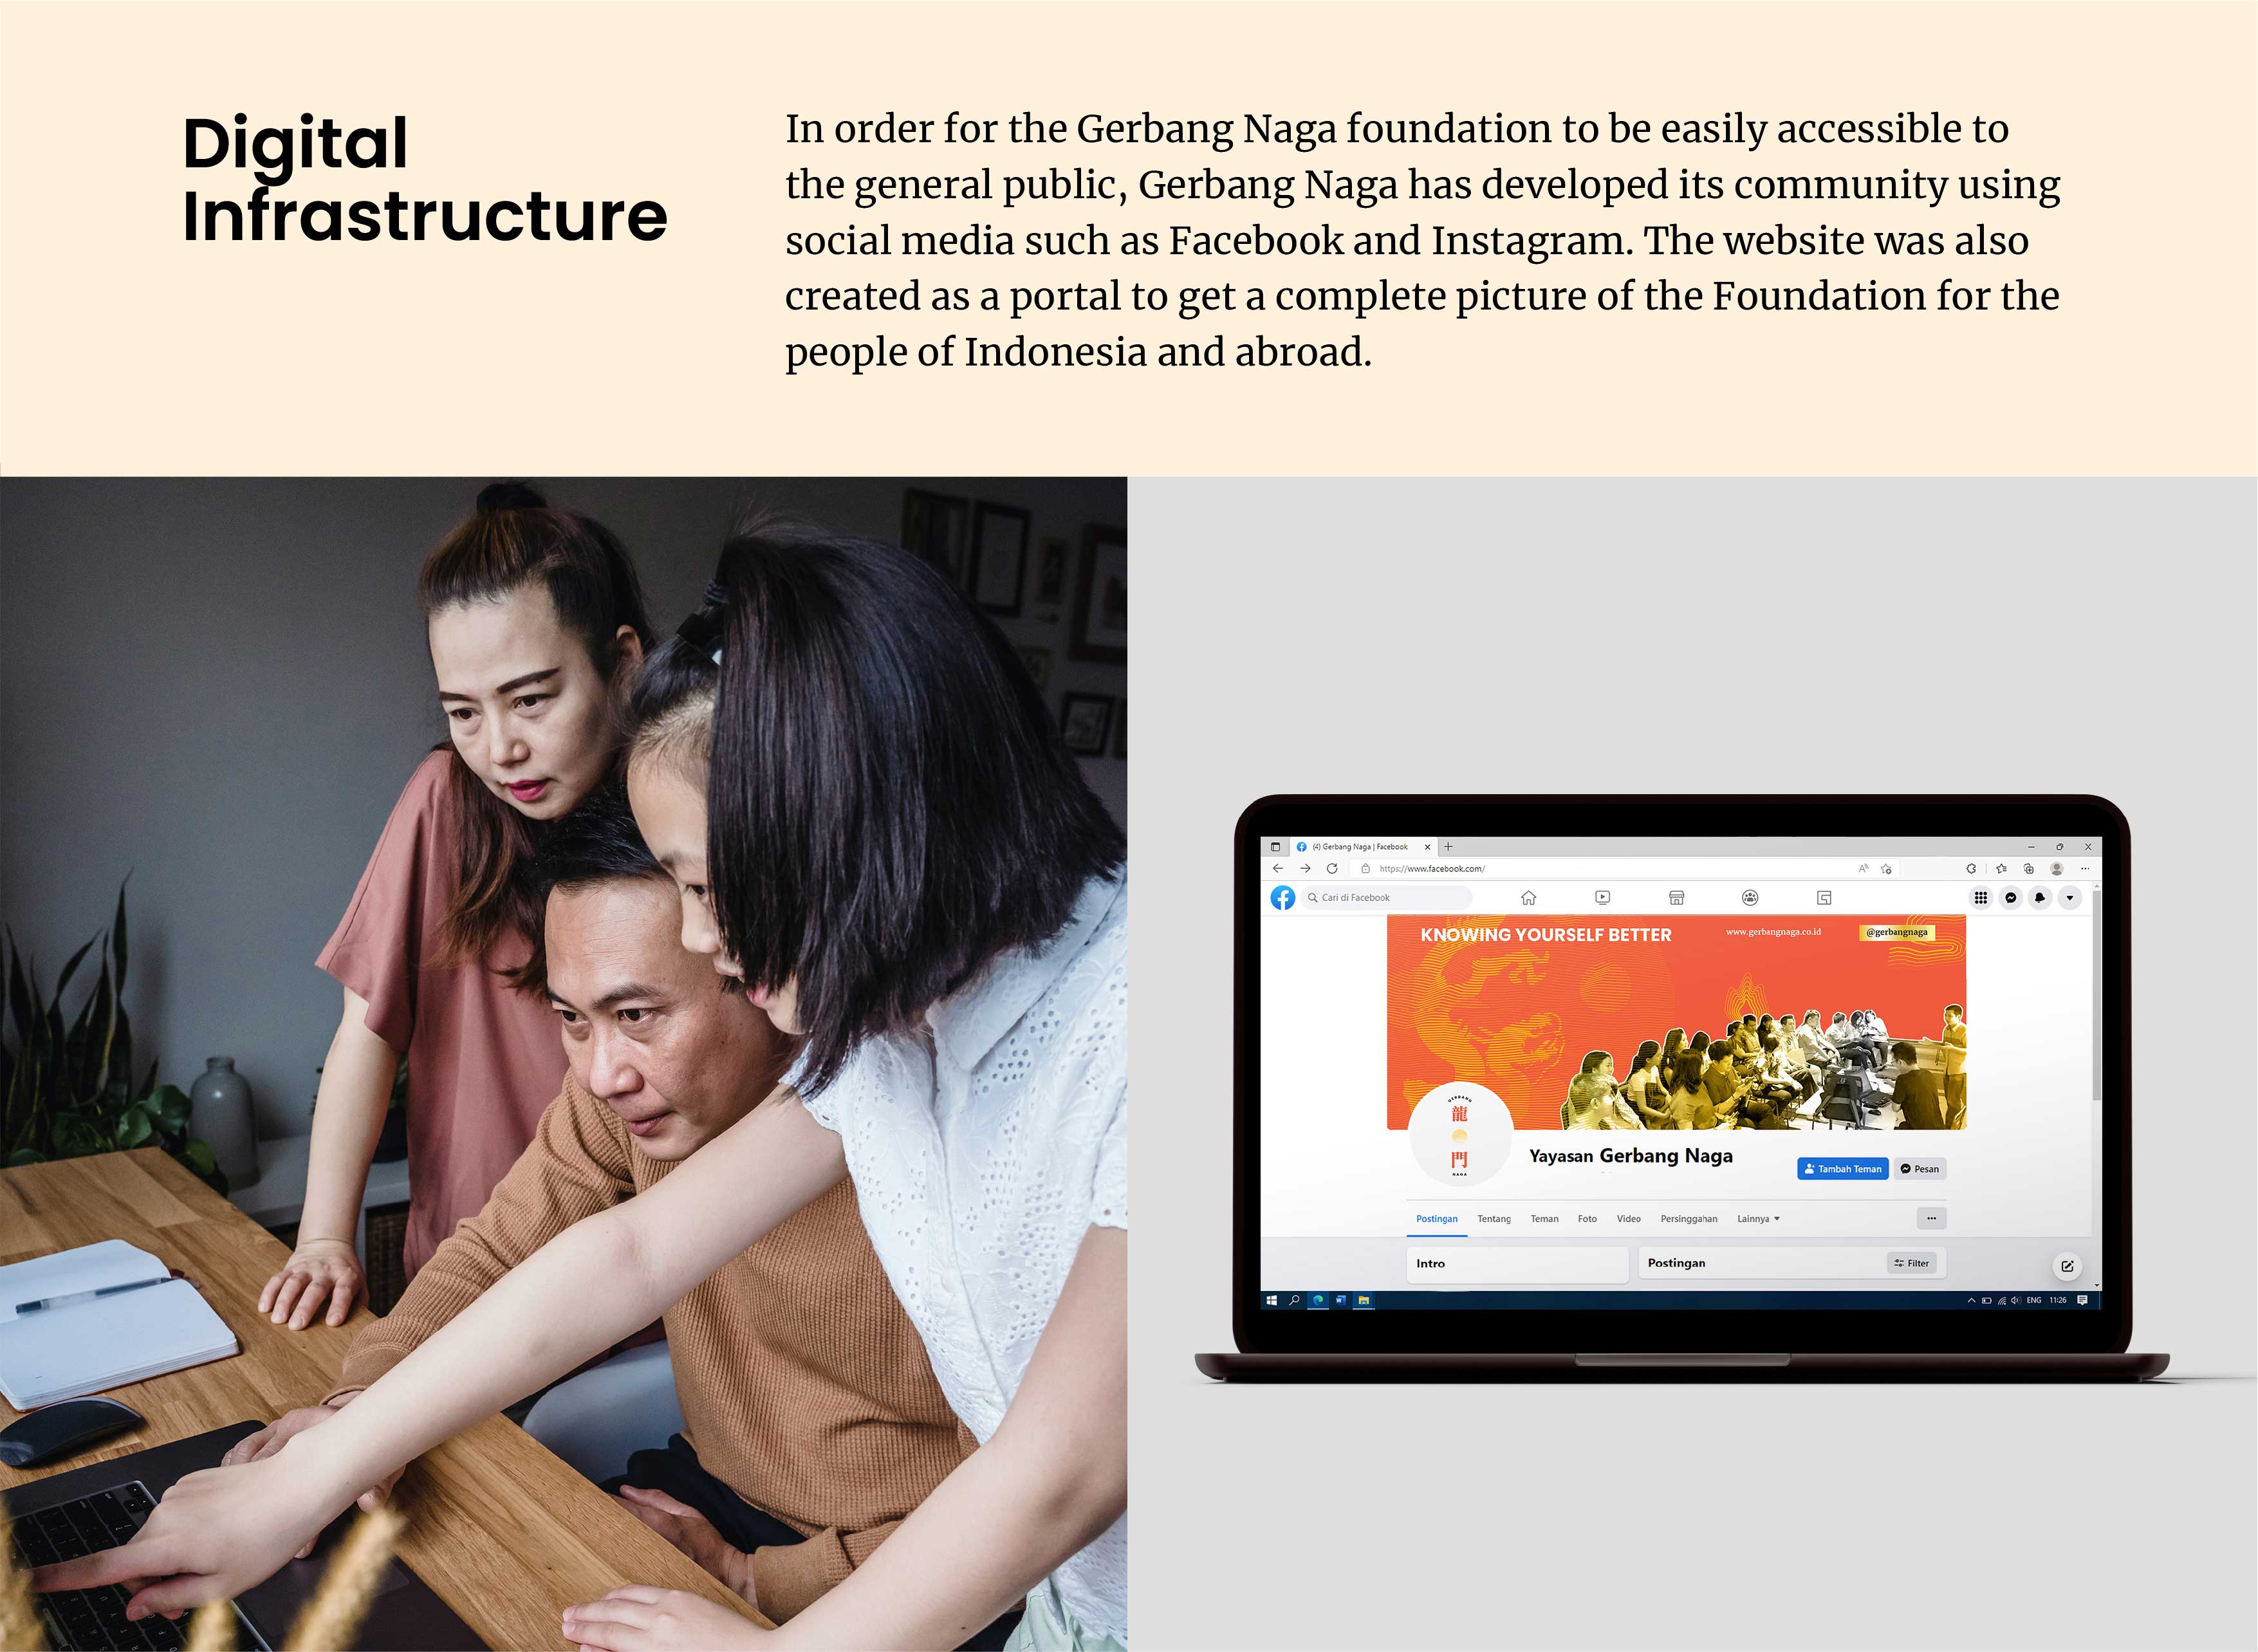 Digital
Infrastructure
In order for the Gerbang Naga foundation to be easily accessible to
the general public, Gerbang Naga has developed its community using
social media such as Facebook and Instagram. The website was also
created as a portal to get a complete picture of the Foundation for the
people of Indonesia and abroad.
(4) Gerbang Naga | Facebook
https://www.facebook.com/
Cari di Facebook
KNOWING YOURSELF BETTER
www.gerbangnaga.co.id
@gerbangnaga
GERBANG
龍
門
NAGA
Yayasan Gerbang Naga
Tambah Teman
Pesan
Postingan Tentang Teman Foto Video Persinggahan Lainnya
Intro
Postingan
Filter
ENG 11:26